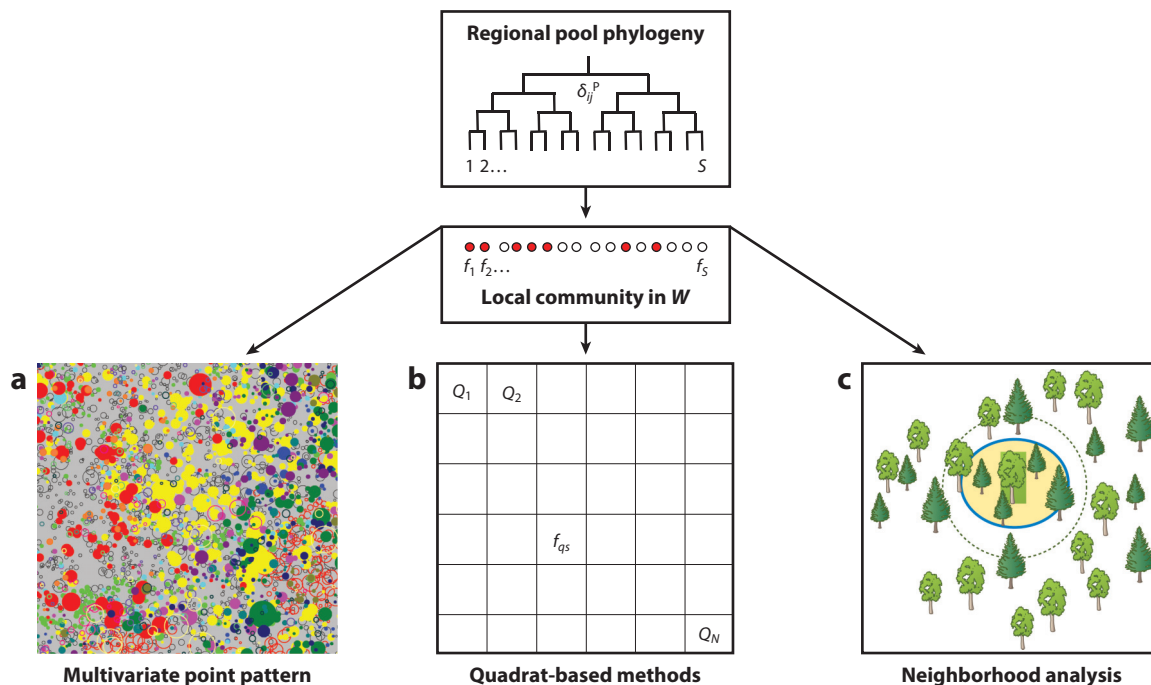 Regional pool phylogeny
δij^P
1 2… S
f1 f2… fS
Local community in W
a
b
c
Q1 Q2
fqs
QN
Multivariate point pattern
Quadrat-based methods
Neighborhood analysis